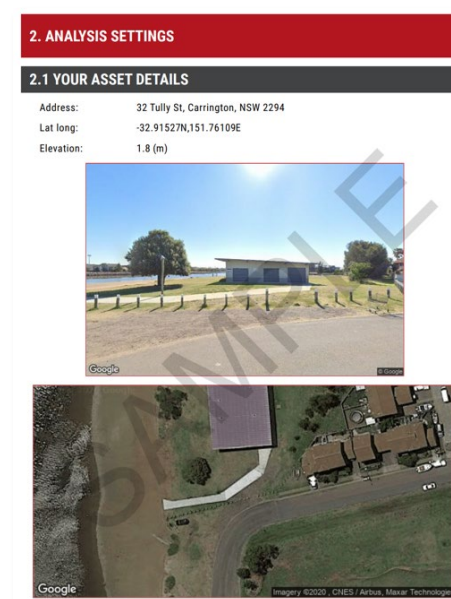 2. ANALYSIS SETTINGS
2.1 YOUR ASSET DETAILS
Address: 32 Tully St, Carrington, NSW 2294
Lat long: -32.91527N,151.76109E
Elevation: 1.8 (m)
Google
© Google
SAMPLE
Google
Imagery ©2020 , CNES / Airbus, Maxar Technologie